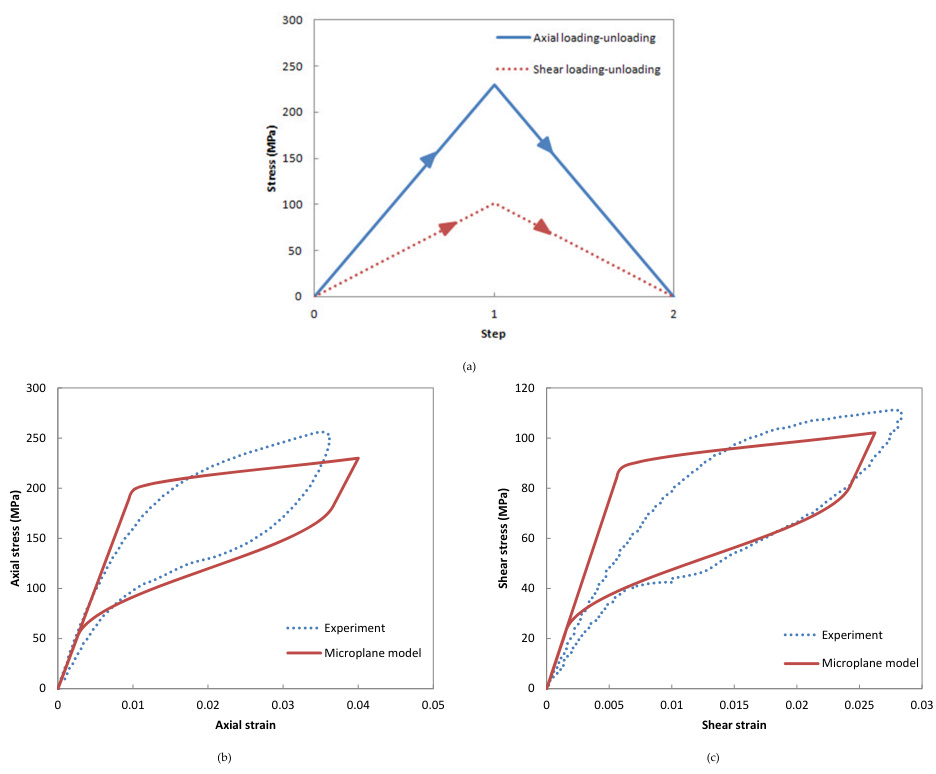 300
250
200
150
100
50
0
Stress (MPa)
Axial loading-unloading
Shear loading-unloading
0 1 2
Step
(a)
300
250
200
150
100
50
0
Axial stress (MPa)
Experiment
Microplane model
0 0.01 0.02 0.03 0.04 0.05
Axial strain
(b)
120
100
80
60
40
20
0
Shear stress (MPa)
Experiment
Microplane model
0 0.005 0.01 0.015 0.02 0.025 0.03
Shear strain
(c)